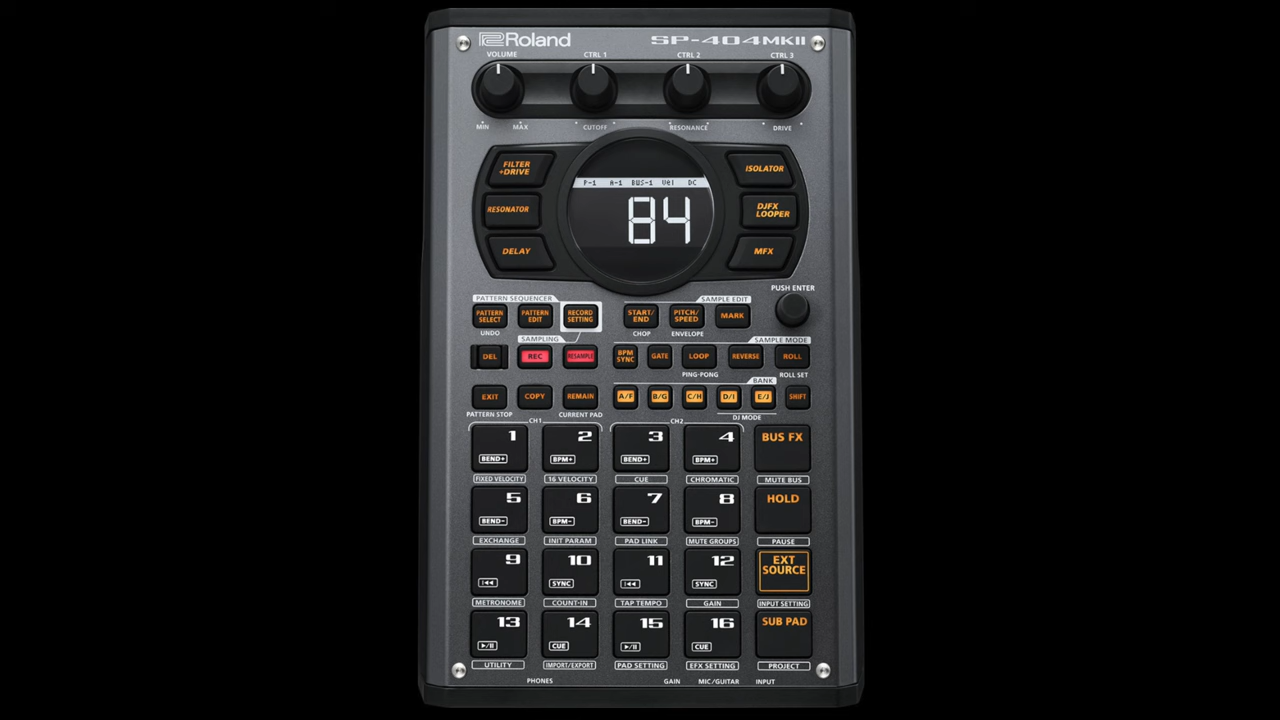 Roland
SP-404MKII
VOLUME CTRL 1 CTRL 2 CTRL 3
MIN MAX CUTOFF RESONANCE DRIVE
FILTER
+DRIVE
ISOLATOR
P-1 A-1 BUS-1 Vel DC
84
RESONATOR
DJFX
LOOPER
DELAY
MFX
PUSH ENTER
PATTERN SEQUENCER SAMPLE EDIT
PATTERN
SELECT
PATTERN
EDIT
RECORD
SETTING
START/
END
PITCH/
SPEED
MARK
UNDO CHOP ENVELOPE
SAMPLING SAMPLE MODE
DEL REC RESAMPLE
BPM
SYNC
GATE LOOP REVERSE ROLL
PING-PONG ROLL SET
BANK
EXIT COPY REMAIN A/F B/G C/H D/I E/J SHIFT
PATTERN STOP CURRENT PAD DJ MODE
CH1 CH2
1 2 3 4 BUS FX
BEND+ BPM+ BEND+ BPM+
FIXED VELOCITY 16 VELOCITY CUE CHROMATIC MUTE BUS
5 6 7 8 HOLD
BEND- BPM- BEND- BPM-
EXCHANGE INIT PARAM PAD LINK MUTE GROUPS PAUSE
9 10 11 12 EXT
SOURCE
SYNC SYNC
METRONOME COUNT-IN TAP TEMPO GAIN INPUT SETTING
13 14 15 16 SUB PAD
CUE CUE
UTILITY IMPORT/EXPORT PAD SETTING EFX SETTING PROJECT
PHONES GAIN MIC/GUITAR INPUT